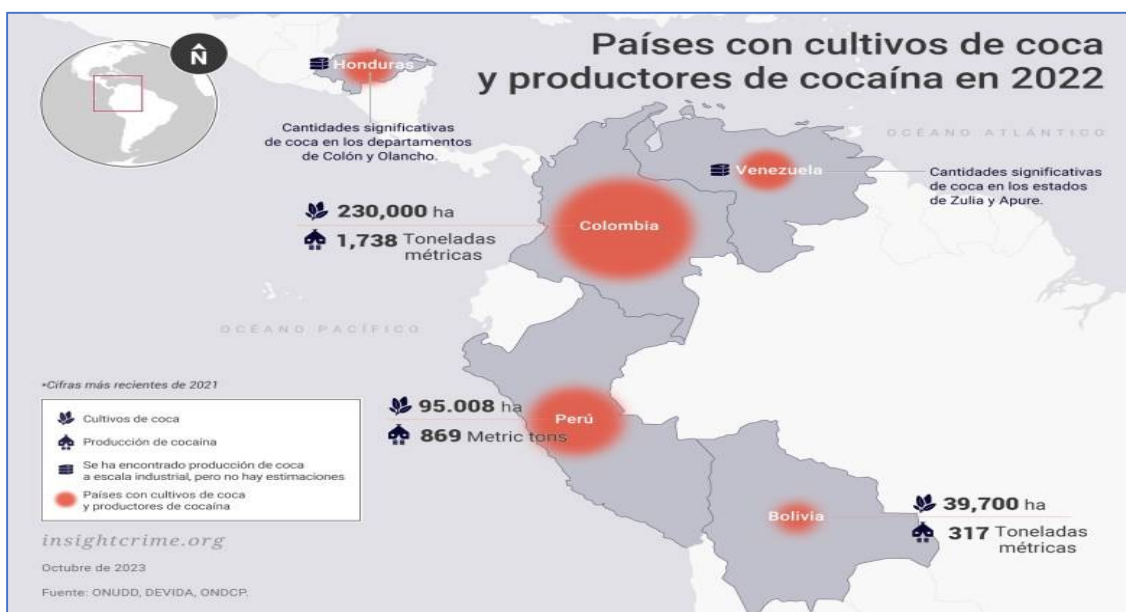 Países con cultivos de coca
y productores de cocaína en 2022
N
Honduras
Cantidades significativas
de coca en los departamentos
de Colón y Olancho.
OCÉANO ATLÁNTICO
Venezuela
Cantidades significativas
de coca en los estados
de Zulia y Apure.
230,000 ha
1,738 Toneladas
métricas
Colombia
OCÉANO PACÍFICO
95.008 ha
869 Metric tons
Perú
Bolivia
39,700 ha
317 Toneladas
métricas
*Cifras más recientes de 2021
Cultivos de coca
Producción de cocaína
Se ha encontrado producción de coca
a escala industrial, pero no hay estimaciones
Países con cultivos de coca
y productores de cocaína
insightcrime.org
Octubre de 2023
Fuente: ONUDD, DEVIDA, ONDCP.